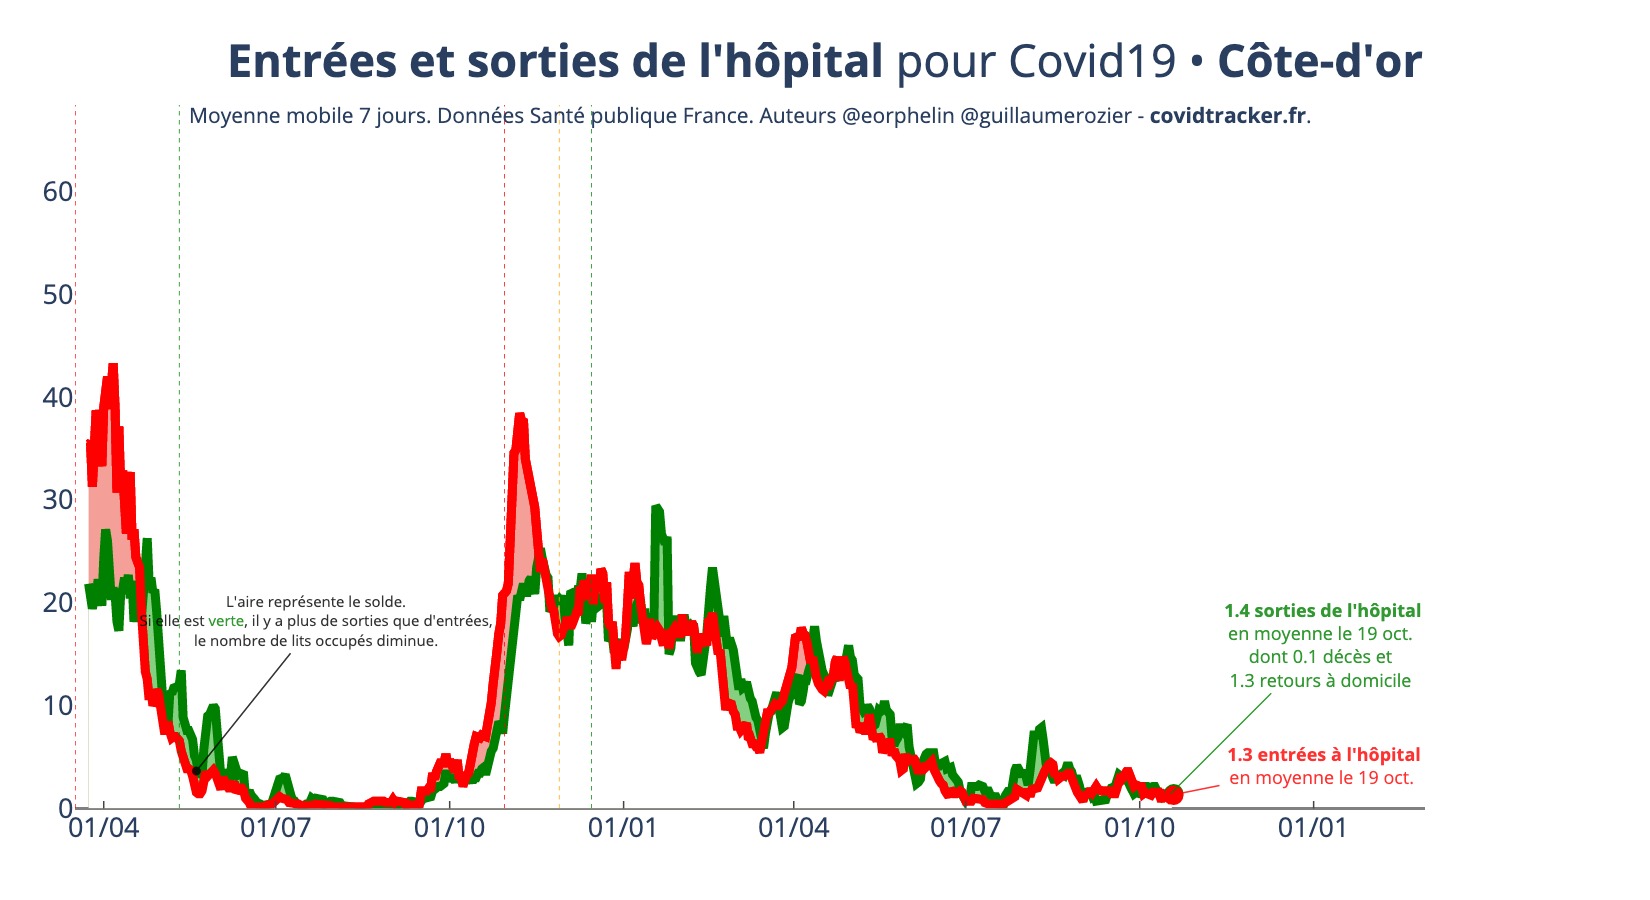 Entrées et sorties de l'hôpital pour Covid19 • Côte-d'or
Moyenne mobile 7 jours. Données Santé publique France. Auteurs @eorphelin @guillaumerozier - covidtracker.fr.
60
50
40
30
20
10
0
L'aire représente le solde.
Si elle est verte, il y a plus de sorties que d'entrées,
le nombre de lits occupés diminue.
1.4 sorties de l'hôpital
en moyenne le 19 oct.
dont 0.1 décès et
1.3 retours à domicile
1.3 entrées à l'hôpital
en moyenne le 19 oct.
01/04 01/07 01/10 01/01 01/04 01/07 01/10 01/01